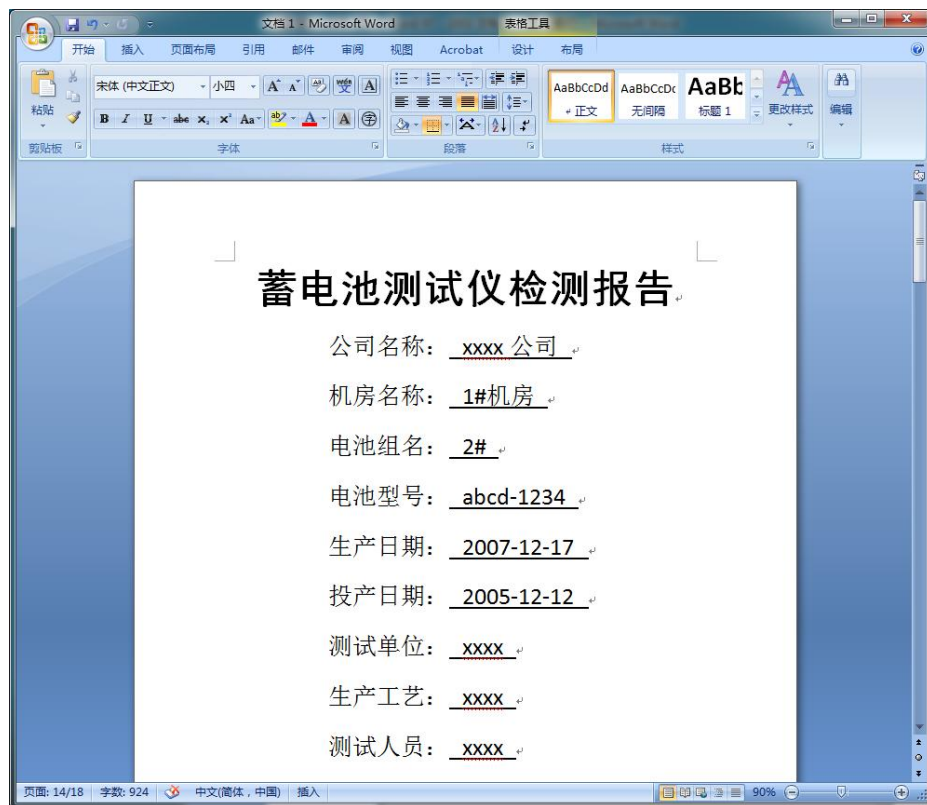 文档 1 - Microsoft Word
表格工具
开始 插入 页面布局 引用 邮件 审阅 视图 Acrobat 设计 布局
宋体 (中文正文) 小四
粘贴
B I U abc x₂ x² Aa
AaBbCcDd AaBbCcDc AaBb
正文 无间隔 标题 1 更改样式 编辑
剪贴板 字体 段落 样式
蓄电池测试仪检测报告
公司名称： xxxx 公司
机房名称： 1#机房
电池组名： 2#
电池型号： abcd-1234
生产日期： 2007-12-17
投产日期： 2005-12-12
测试单位： xxxx
生产工艺： xxxx
测试人员： xxxx
页面: 14/18 字数: 924 中文(简体，中国) 插入 90%